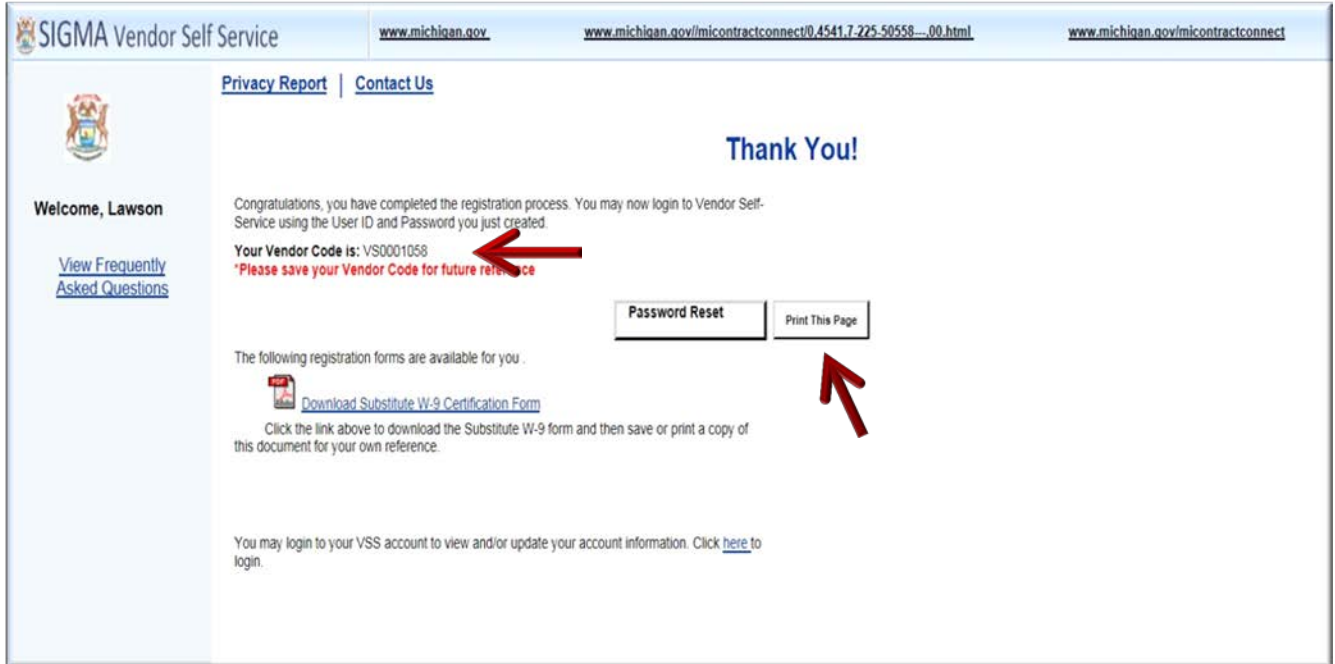 SIGMA Vendor Self Service
www.michigan.gov
www.michigan.gov//micontractconnect/0,4541,7-225-50558---,00.html
www.michigan.gov/micontractconnect
Privacy Report | Contact Us
Thank You!
Welcome, Lawson
View Frequently
Asked Questions
Congratulations, you have completed the registration process. You may now login to Vendor Self-
Service using the User ID and Password you just created.
Your Vendor Code is: VS0001058
*Please save your Vendor Code for future reference
Password Reset
Print This Page
The following registration forms are available for you .
PDF
Download Substitute W-9 Certification Form
Click the link above to download the Substitute W-9 form and then save or print a copy of
this document for your own reference.
You may login to your VSS account to view and/or update your account information. Click here to
login.